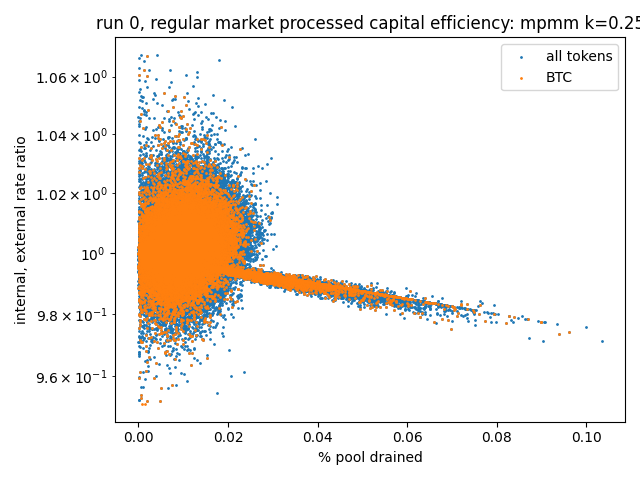 run 0, regular market processed capital efficiency: mpmm k=0.25
all tokens
BTC
1.06 × 10⁰
1.04 × 10⁰
1.02 × 10⁰
10⁰
9.8 × 10⁻¹
9.6 × 10⁻¹
internal, external rate ratio
0.00 0.02 0.04 0.06 0.08 0.10
% pool drained